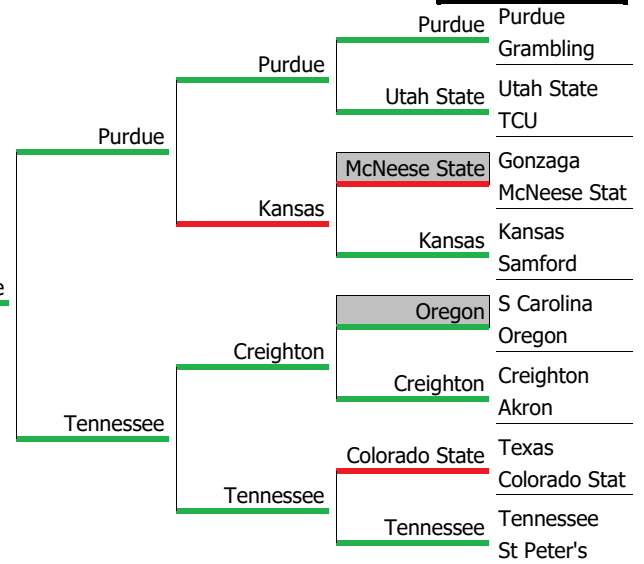 Purdue
Purdue
Grambling
Purdue
Utah State
Utah State
TCU
Purdue
McNeese State
Gonzaga
McNeese Stat
Kansas
Kansas
Kansas
Samford
e
Oregon
S Carolina
Oregon
Creighton
Creighton
Creighton
Akron
Tennessee
Colorado State
Texas
Colorado Stat
Tennessee
Tennessee
Tennessee
St Peter's